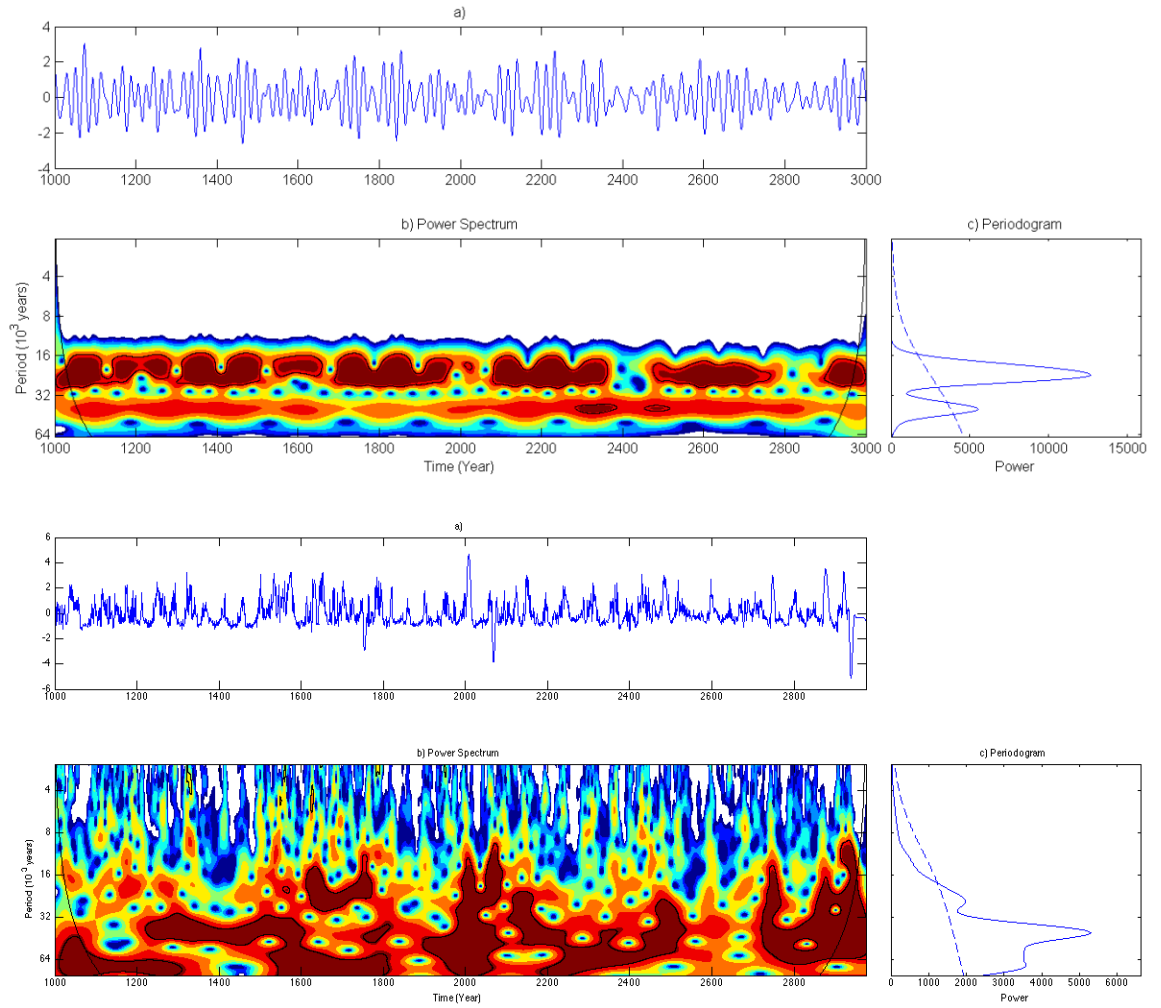 a)
4
2
0
-2
-4
1000 1200 1400 1600 1800 2000 2200 2400 2600 2800 3000
b) Power Spectrum
c) Periodogram
Period (10³ years)
4
8
16
32
64
1000 1200 1400 1600 1800 2000 2200 2400 2600 2800 3000
Time (Year)
0 5000 10000 15000
Power
a)
6
4
2
0
-2
-4
-6
1000 1200 1400 1600 1800 2000 2200 2400 2600 2800
b) Power Spectrum
c) Periodogram
Period (10³ years)
4
8
16
32
64
1000 1200 1400 1600 1800 2000 2200 2400 2600 2800
Time (Year)
0 1000 2000 3000 4000 5000 6000
Power